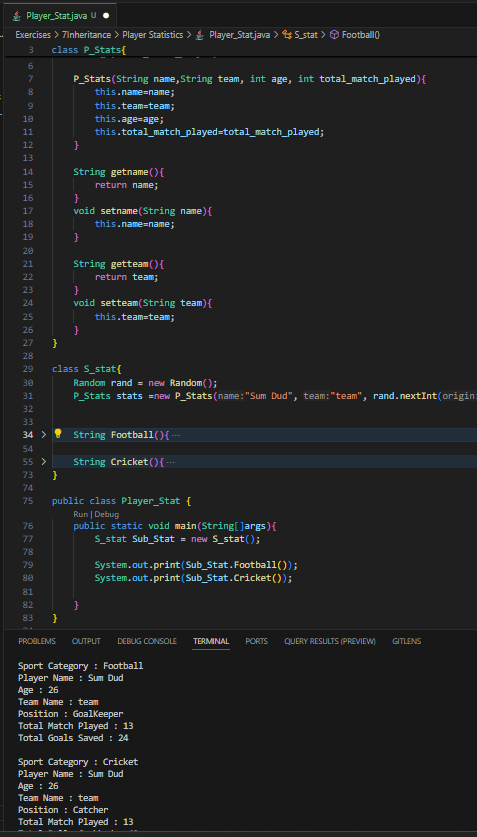 Player_Stat.java U
Exercises > 7Inheritance > Player Statistics > Player_Stat.java > S_stat > Football()
3 class P_Stats{
6
7 P_Stats(String name,String team, int age, int total_match_played){
8 this.name=name;
9 this.team=team;
10 this.age=age;
11 this.total_match_played=total_match_played;
12 }
13
14 String getname(){
15 return name;
16 }
17 void setname(String name){
18 this.name=name;
19 }
20
21 String getteam(){
22 return team;
23 }
24 void setteam(String team){
25 this.team=team;
26 }
27 }
28
29 class S_stat{
30 Random rand = new Random();
31 P_Stats stats =new P_Stats(name:"Sum Dud", team:"team", rand.nextInt(origin:
32
33
34 > String Football(){ ...
54
55 > String Cricket(){ ...
73 }
74
75 public class Player_Stat {
Run | Debug
76 public static void main(String[]args){
77 S_stat Sub_Stat = new S_stat();
78
79 System.out.print(Sub_Stat.Football());
80 System.out.print(Sub_Stat.Cricket());
81
82 }
83 }
PROBLEMS OUTPUT DEBUG CONSOLE TERMINAL PORTS QUERY RESULTS (PREVIEW) GITLENS
Sport Category : Football
Player Name : Sum Dud
Age : 26
Team Name : team
Position : GoalKeeper
Total Match Played : 13
Total Goals Saved : 24
Sport Category : Cricket
Player Name : Sum Dud
Age : 26
Team Name : team
Position : Catcher
Total Match Played : 13